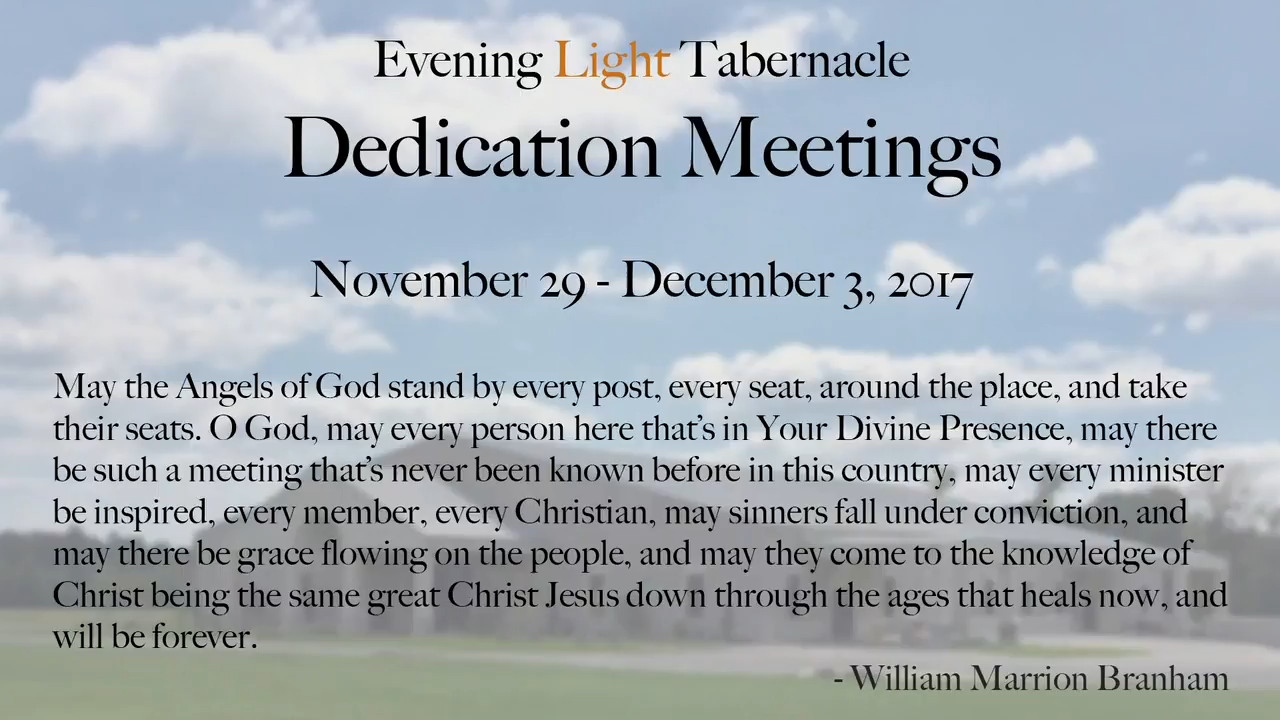 Evening Light Tabernacle
Dedication Meetings
November 29 - December 3, 2017
May the Angels of God stand by every post, every seat, around the place, and take
their seats. O God, may every person here that's in Your Divine Presence, may there
be such a meeting that's never been known before in this country, may every minister
be inspired, every member, every Christian, may sinners fall under conviction, and
may there be grace flowing on the people, and may they come to the knowledge of
Christ being the same great Christ Jesus down through the ages that heals now, and
will be forever.
- William Marrion Branham